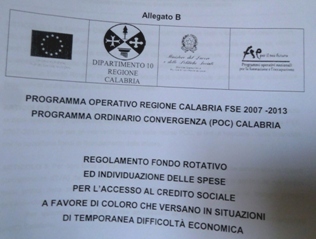 Allegato B
DIPARTIMENTO 10
REGIONE
CALABRIA
PROGRAMMA OPERATIVO REGIONE CALABRIA FSE 2007 -2013
PROGRAMMA ORDINARIO CONVERGENZA (POC) CALABRIA
REGOLAMENTO FONDO ROTATIVO
ED INDIVIDUAZIONE DELLE SPESE
PER L'ACCESSO AL CREDITO SOCIALE
A FAVORE DI COLORO CHE VERSANO IN SITUAZIONI
DI TEMPORANEA DIFFICOLTÀ ECONOMICA